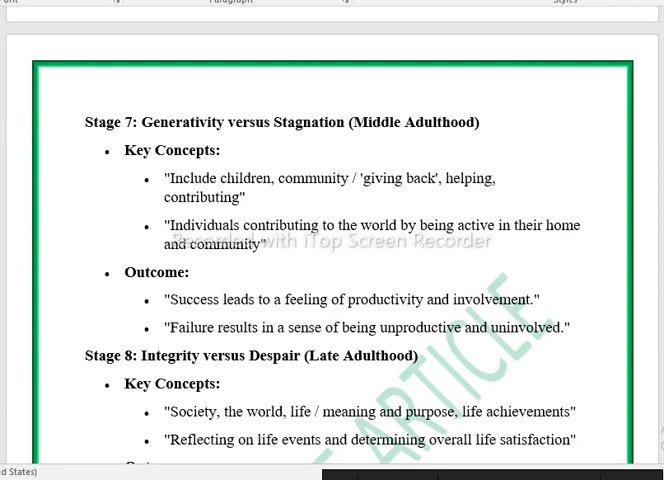 Paragraph
Styles
Stage 7: Generativity versus Stagnation (Middle Adulthood)
• Key Concepts:
• "Include children, community / 'giving back', helping,
contributing"
• "Individuals contributing to the world by being active in their home
and community"
Recorded with iTop Screen Recorder
• Outcome:
• "Success leads to a feeling of productivity and involvement."
• "Failure results in a sense of being unproductive and uninvolved."
Stage 8: Integrity versus Despair (Late Adulthood)
• Key Concepts:
• "Society, the world, life / meaning and purpose, life achievements"
• "Reflecting on life events and determining overall life satisfaction"
ARTICLE
d States)